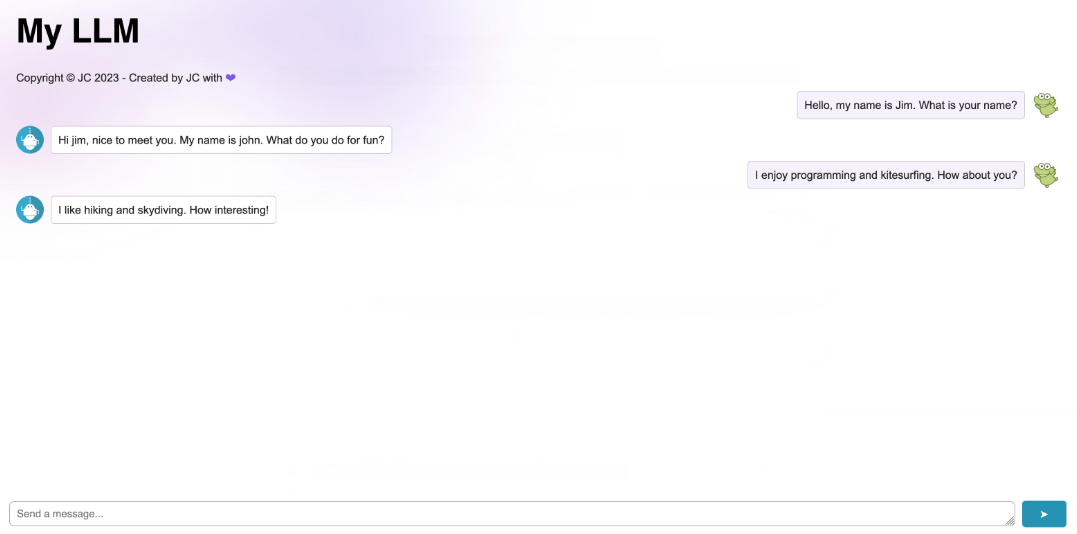 My LLM
Copyright © JC 2023 - Created by JC with 💜
Hello, my name is Jim. What is your name?
Hi jim, nice to meet you. My name is john. What do you do for fun?
I enjoy programming and kitesurfing. How about you?
I like hiking and skydiving. How interesting!
Send a message...